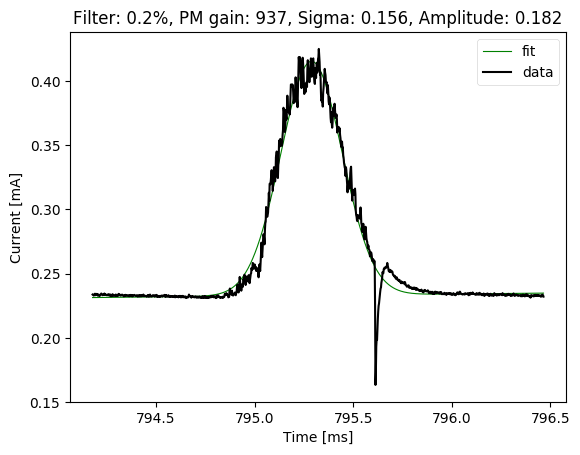 Filter: 0.2%, PM gain: 937, Sigma: 0.156, Amplitude: 0.182
fit
data
0.40
0.35
0.30
0.25
0.20
0.15
Current [mA]
794.5
795.0
795.5
796.0
796.5
Time [ms]